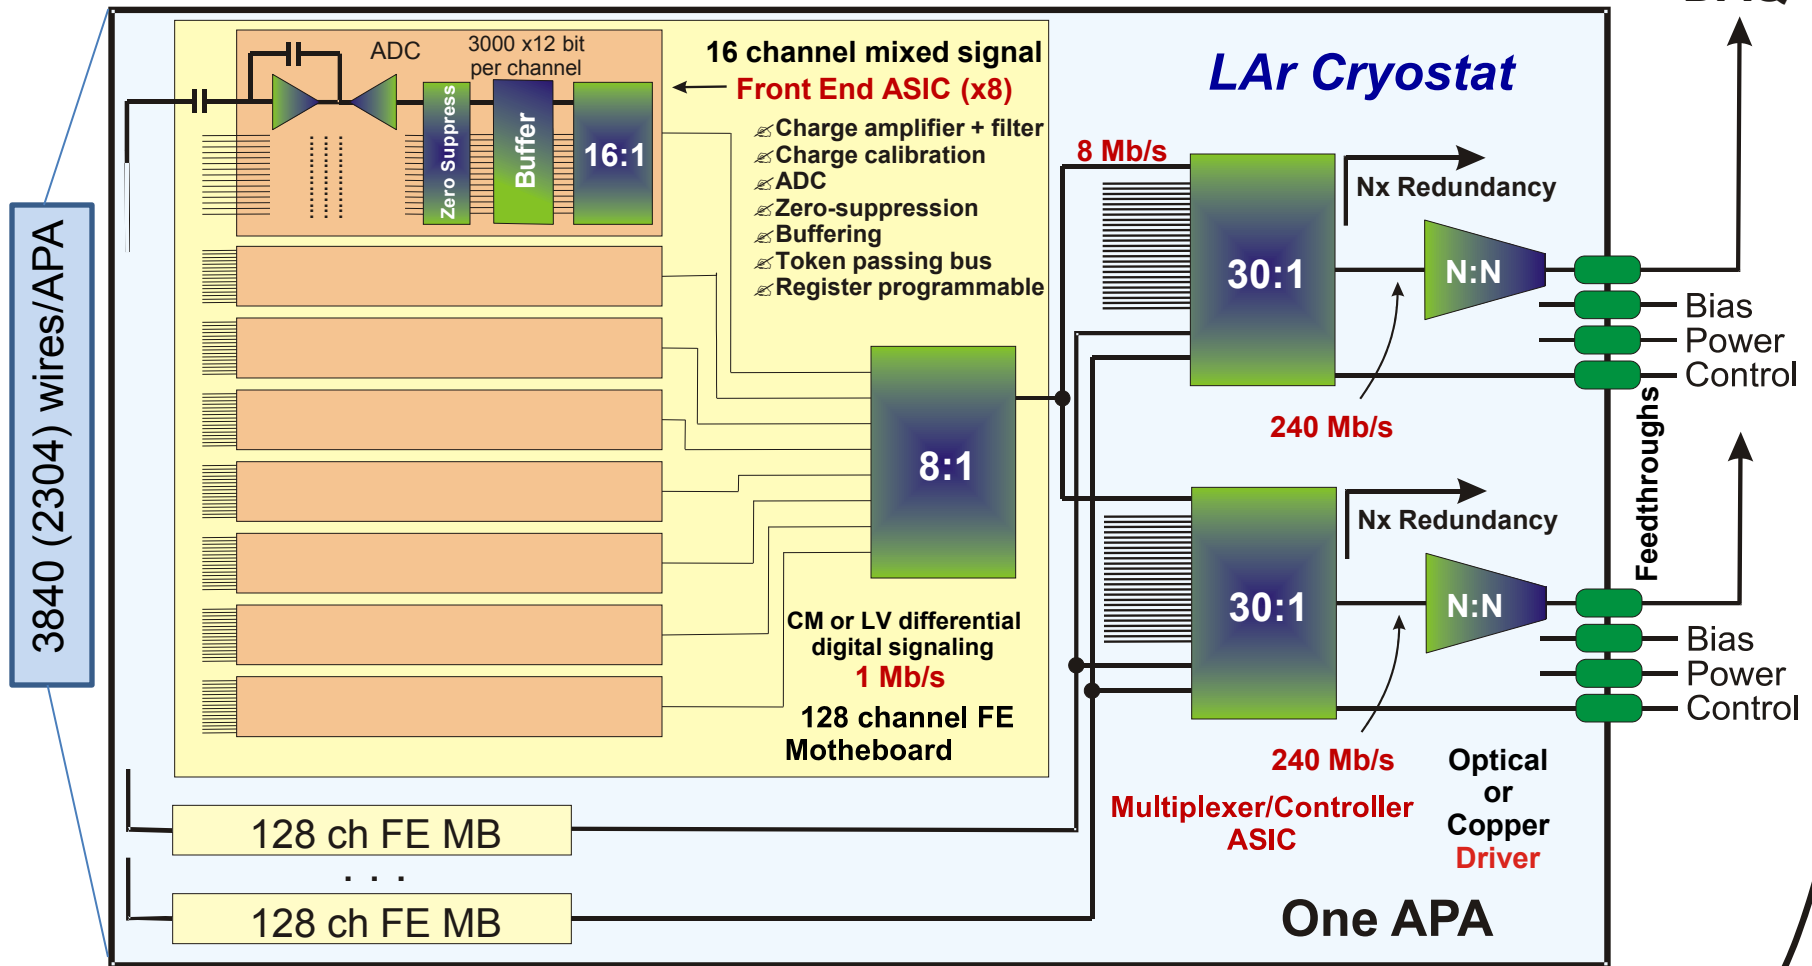 DAQ
3840 (2304) wires/APA
ADC
3000 x12 bit
per channel
Zero Suppress
Buffer
16:1
16 channel mixed signal
Front End ASIC (x8)
Charge amplifier + filter
Charge calibration
ADC
Zero-suppression
Buffering
Token passing bus
Register programmable
8:1
CM or LV differential
digital signaling
1 Mb/s
128 channel FE
Motheboard
128 ch FE MB
. . .
128 ch FE MB
LAr Cryostat
8 Mb/s
30:1
Nx Redundancy
N:N
240 Mb/s
Bias
Power
Control
Feedthroughs
30:1
Nx Redundancy
N:N
240 Mb/s
Bias
Power
Control
Multiplexer/Controller
ASIC
Optical
or
Copper
Driver
One APA